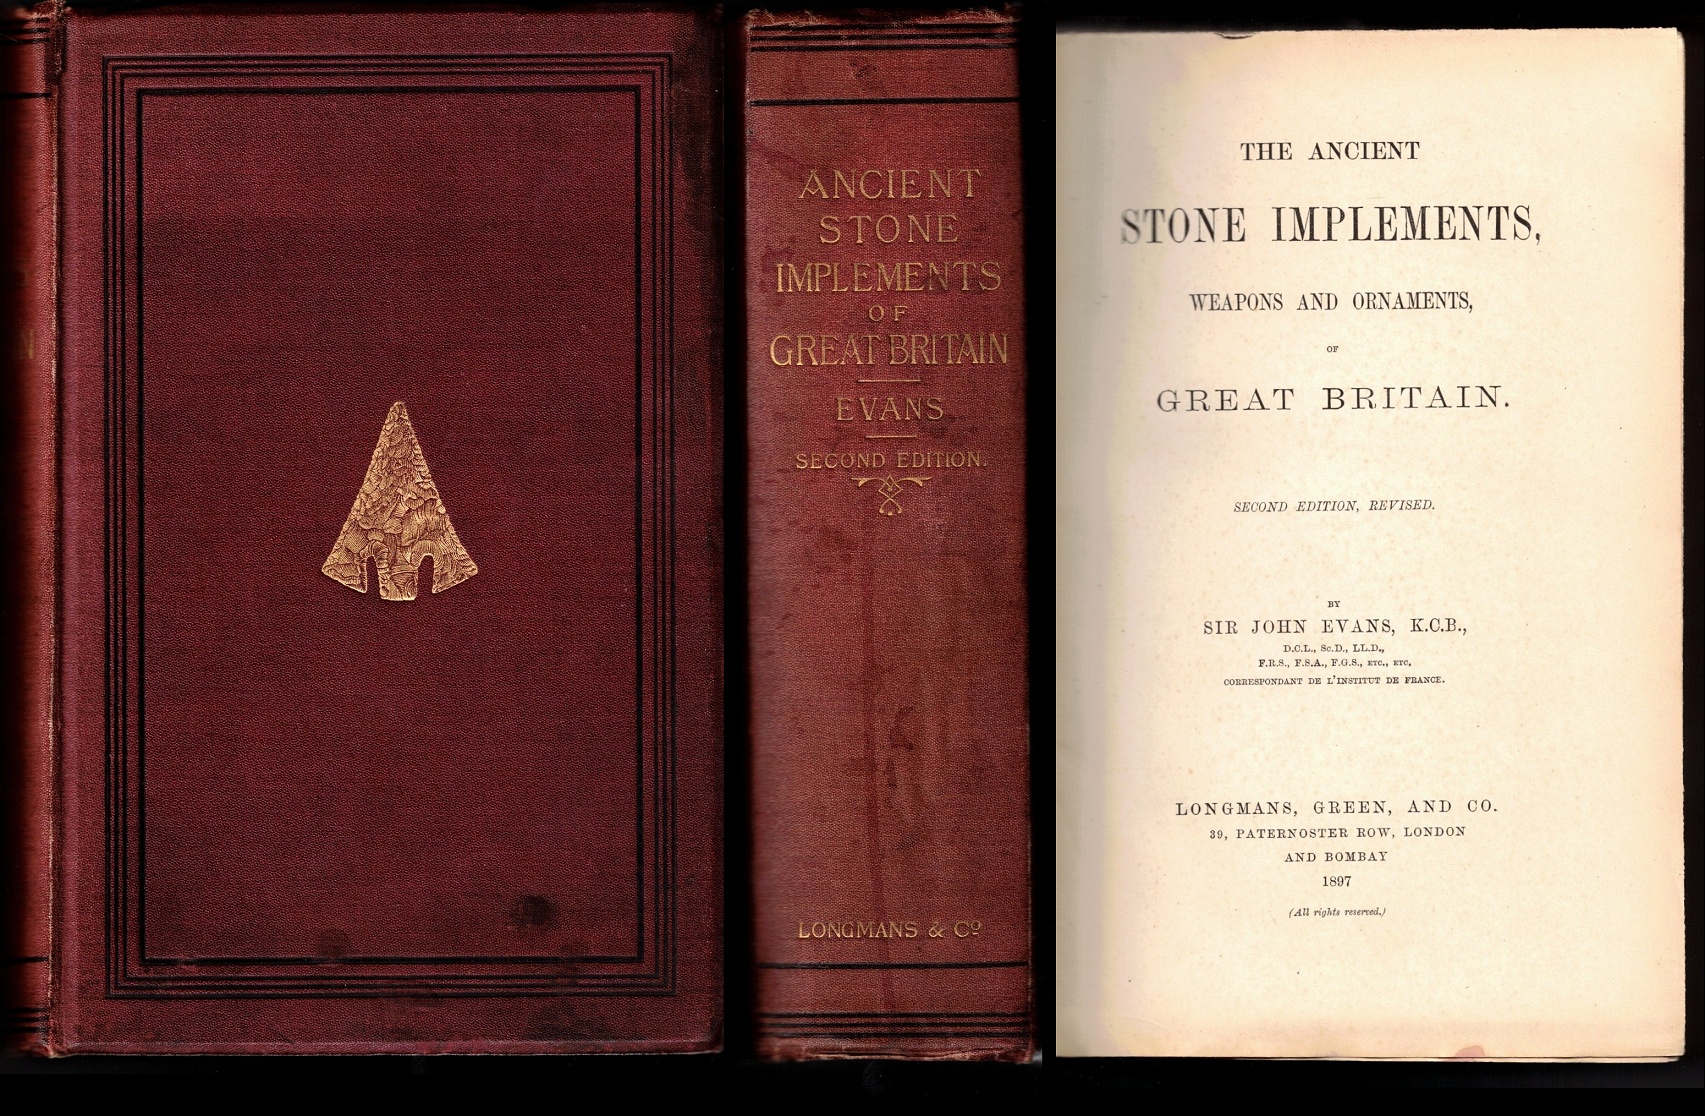 N
ANCIENT
STONE
IMPLEMENTS
OF
GREAT BRITAIN
EVANS
SECOND EDITION.
LONGMANS & Cº
THE ANCIENT
STONE IMPLEMENTS,
WEAPONS AND ORNAMENTS,
OF
GREAT BRITAIN.
SECOND EDITION, REVISED.
BY
SIR JOHN EVANS, K.C.B.,
D.C.L., Sc.D., LL.D.,
F.R.S., F.S.A., F.G.S., ETC., ETC.
CORRESPONDANT DE L'INSTITUT DE FRANCE.
LONGMANS, GREEN, AND CO.
39, PATERNOSTER ROW, LONDON
AND BOMBAY
1897
(All rights reserved.)